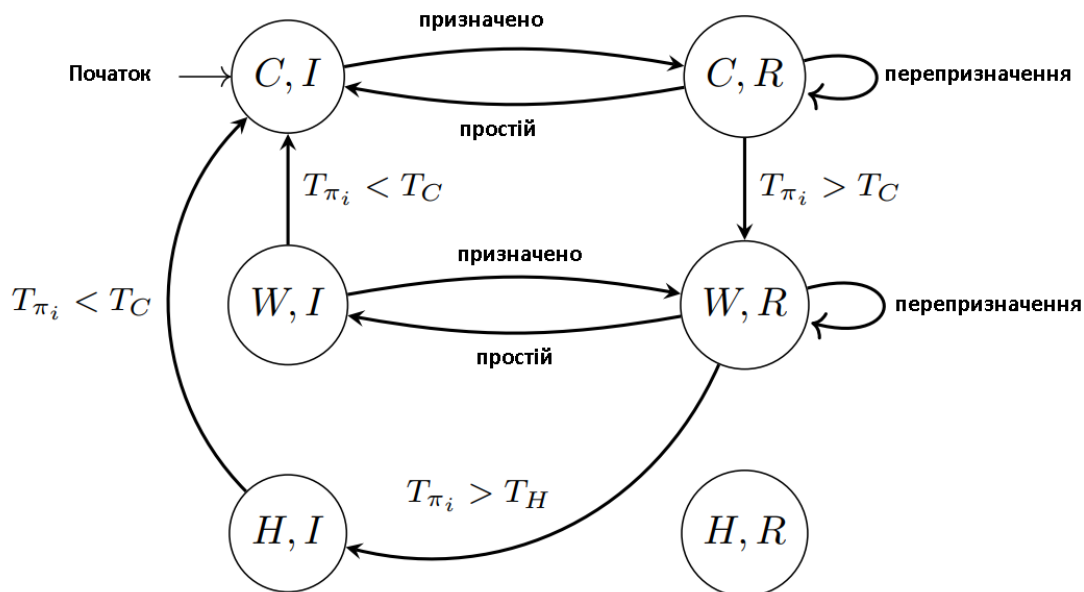 призначено
Початок
C, I
C, R
перепризначення
простій
T_{π_i} < T_C
T_{π_i} > T_C
призначено
T_{π_i} < T_C
W, I
W, R
перепризначення
простій
T_{π_i} > T_H
H, I
H, R